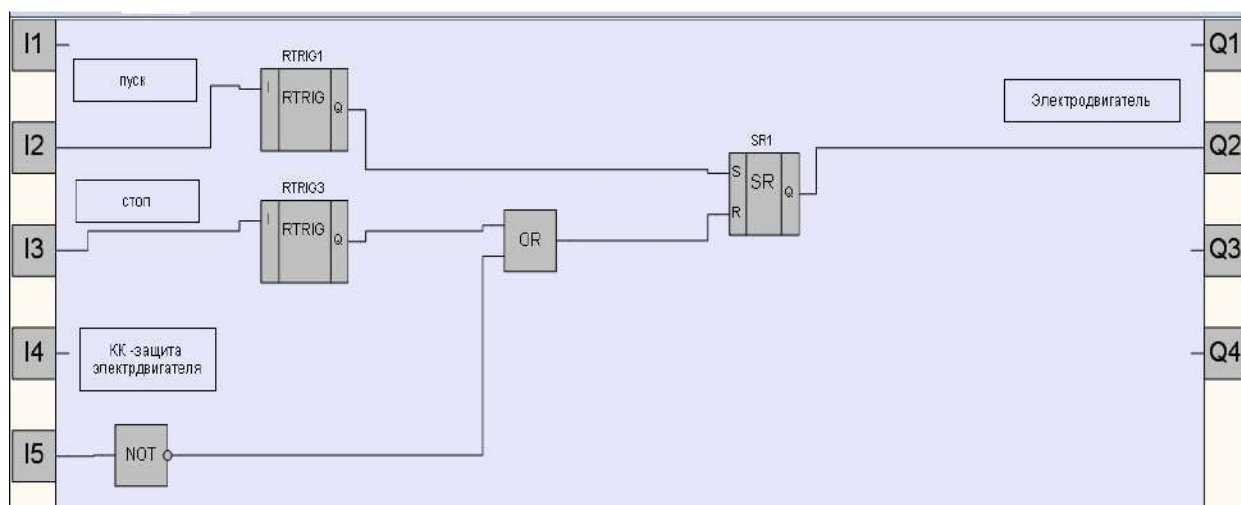 I1
Q1
RTRIG1
пуск
I
RTRIG
Q
Электродвигатель
I2
Q2
SR1
S
SR
Q
R
RTRIG3
стоп
I
RTRIG
Q
OR
I3
Q3
I4
КК -защита
электрдвигателя
Q4
I5
NOT